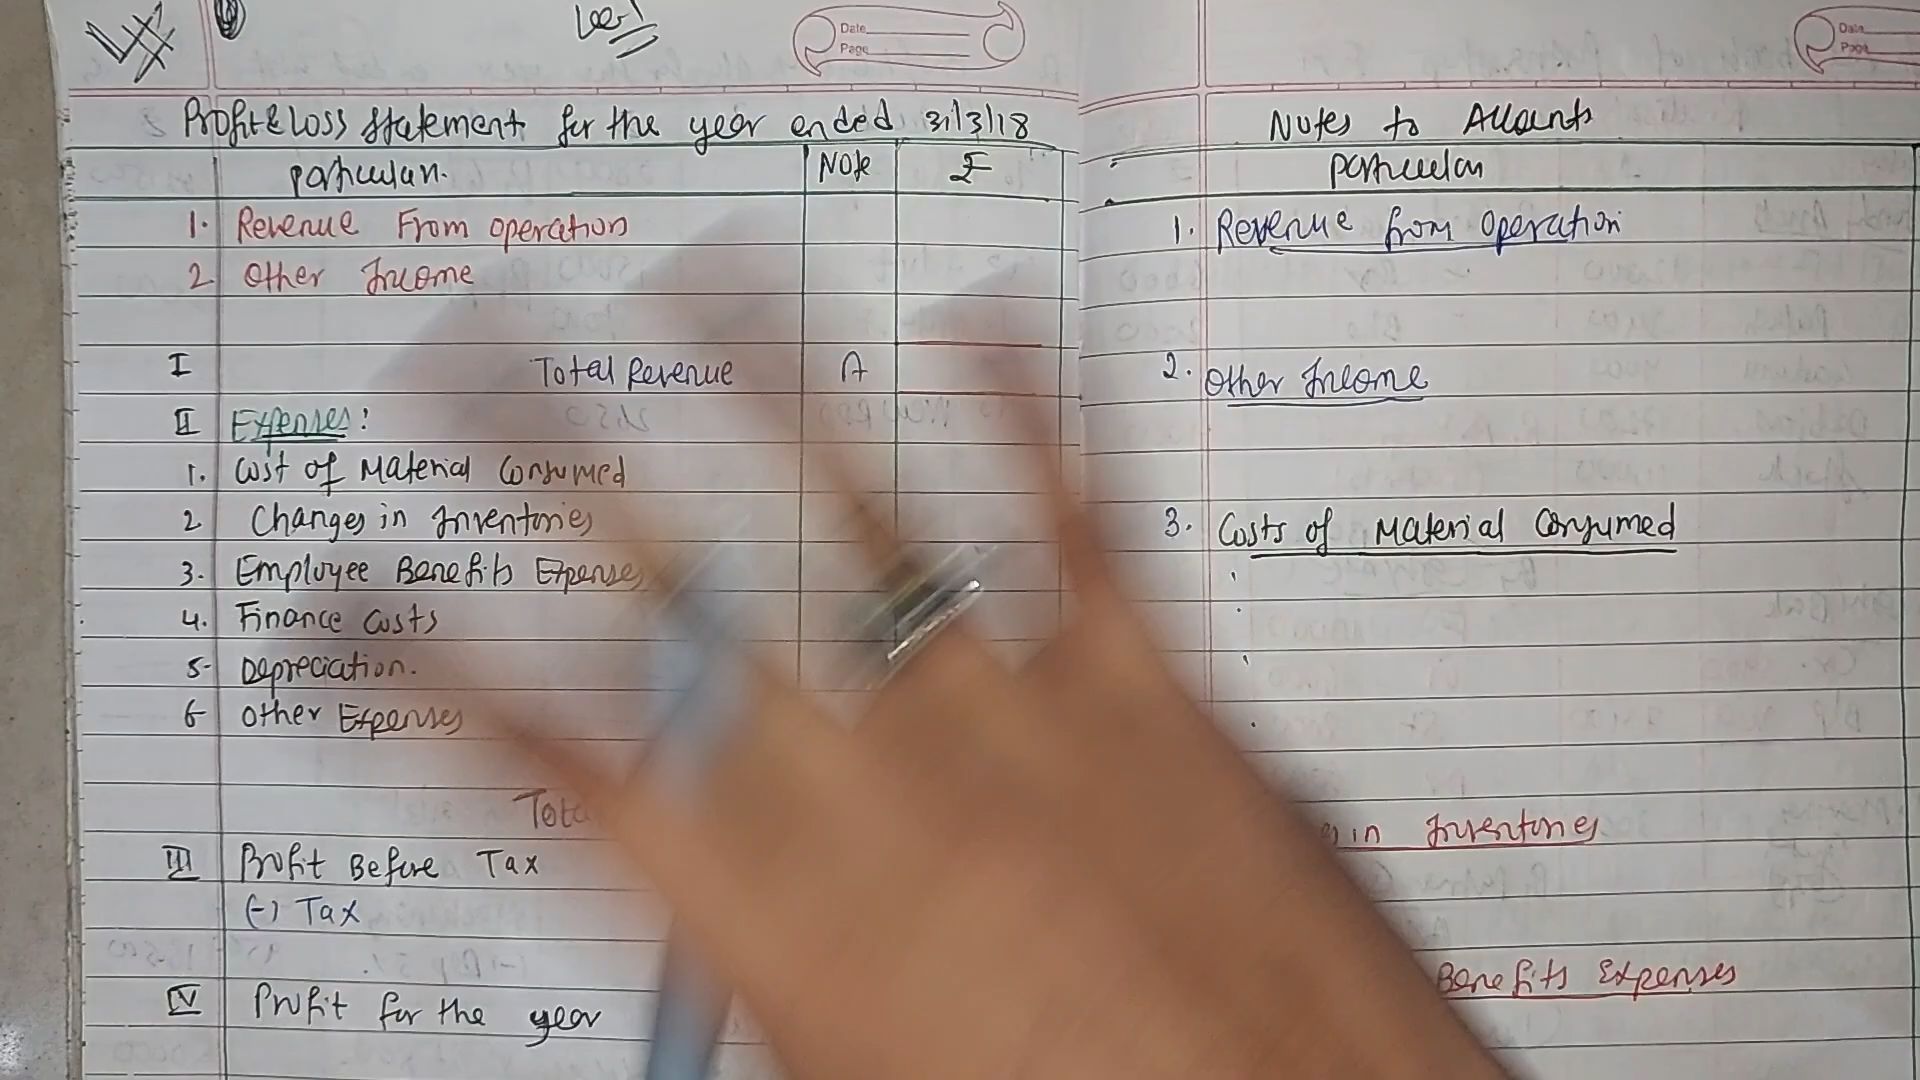 Date
Page
Profit & Loss Statement for the year ended 31/3/18
particulars. Note ₹
1. Revenue From operation
2 Other Income
I Total Revenue A
II Expenses:
1. Cost of Material Consumed
2 Changes in Inventories
3. Employee Benefits Expenses
4. Finance Costs
5- Depreciation.
6- Other Expenses
III Profit Before Tax
(-) Tax
IV Profit for the year
Date
Page
Notes to Accounts
Particulars
1. Revenue from Operation
2. Other Income
3. Costs of Material Consumed
in Inventories
Benefits Expenses